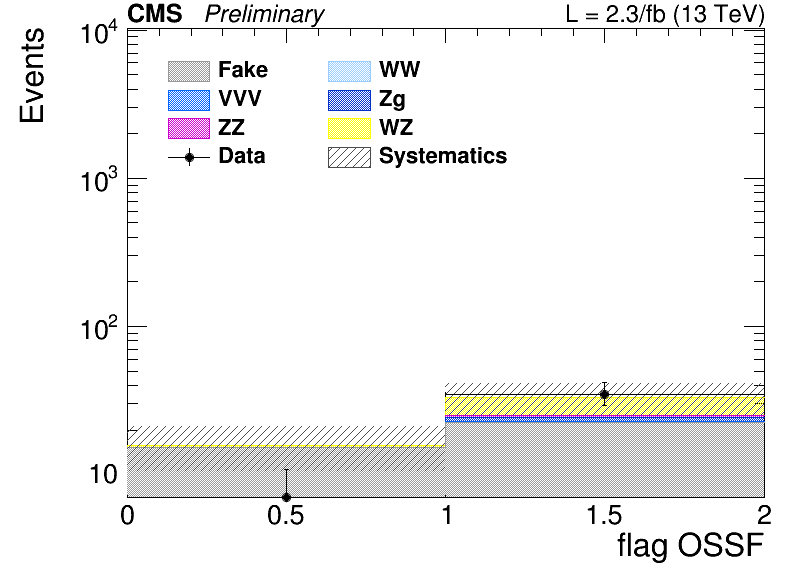 CMS Preliminary L = 2.3/fb (13 TeV)
Events
10⁴
10³
10²
10
Fake WW
VVV Zg
ZZ WZ
Data Systematics
0 0.5 1 1.5 2
flag OSSF